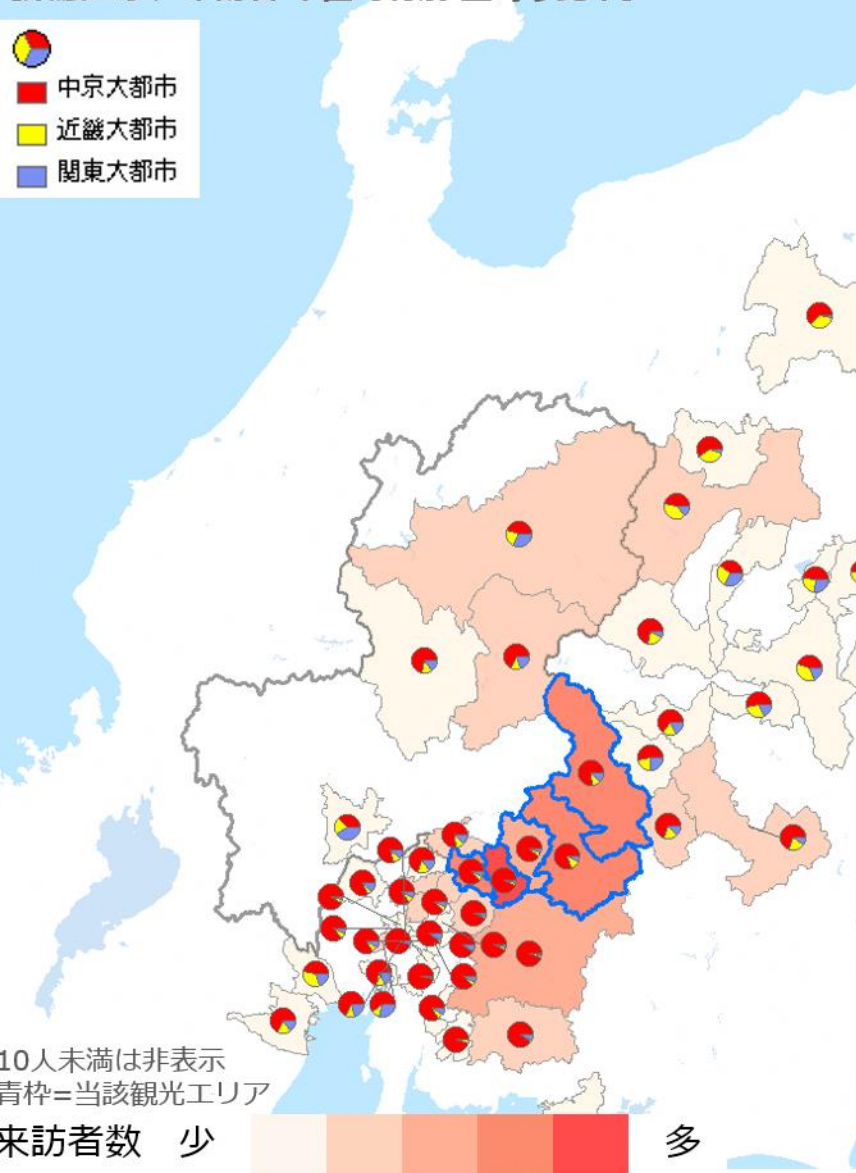 中京大都市
近畿大都市
関東大都市
10人未満は非表示
青枠=当該観光エリア
来訪者数 少
多